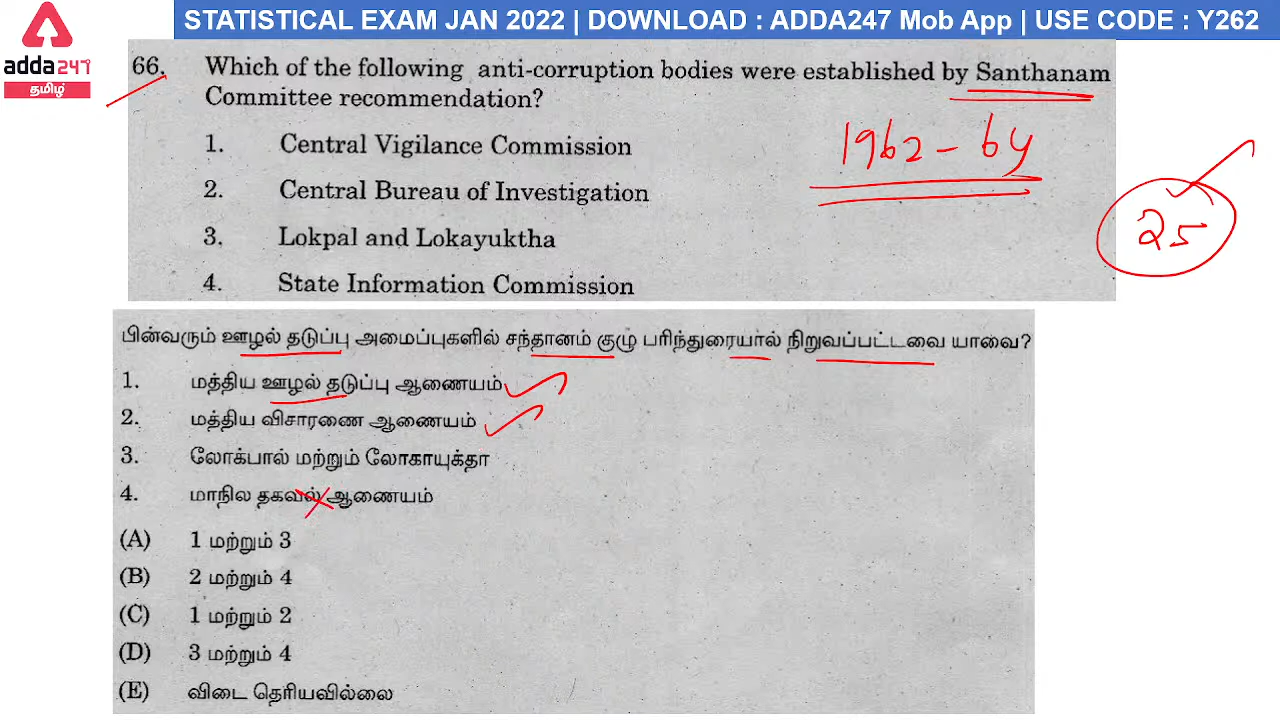 STATISTICAL EXAM JAN 2022 | DOWNLOAD : ADDA247 Mob App | USE CODE : Y262
adda247
தமிழ்
66. Which of the following anti-corruption bodies were established by Santhanam
Committee recommendation?
1962 - 64
1. Central Vigilance Commission
2. Central Bureau of Investigation
25
3. Lokpal and Lokayuktha
4. State Information Commission
பின்வரும் ஊழல் தடுப்பு அமைப்புகளில் சந்தானம் குழு பரிந்துரையால் நிறுவப்பட்டவை யாவை?
1. மத்திய ஊழல் தடுப்பு ஆணையம்
2. மத்திய விசாரணை ஆணையம்
3. லோக்பால் மற்றும் லோகாயுக்தா
4. மாநில தகவல் ஆணையம்
(A) 1 மற்றும் 3
(B) 2 மற்றும் 4
(C) 1 மற்றும் 2
(D) 3 மற்றும் 4
(E) விடை தெரியவில்லை